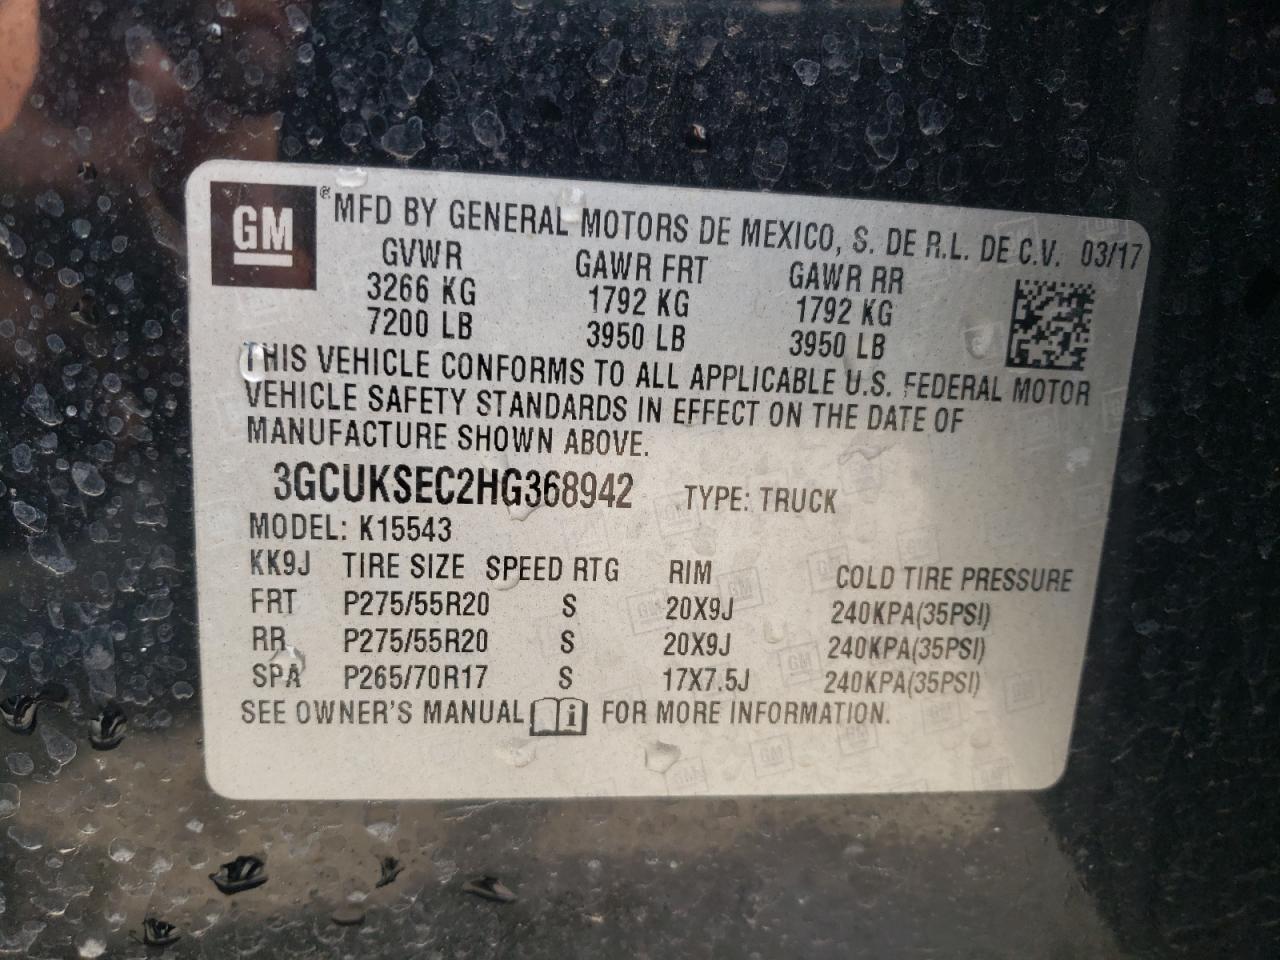 GM ® MFD BY GENERAL MOTORS DE MEXICO, S. DE R.L. DE C.V. 03/17
GVWR GAWR FRT GAWR RR
3266 KG 1792 KG 1792 KG
7200 LB 3950 LB 3950 LB
THIS VEHICLE CONFORMS TO ALL APPLICABLE U.S. FEDERAL MOTOR
VEHICLE SAFETY STANDARDS IN EFFECT ON THE DATE OF
MANUFACTURE SHOWN ABOVE.
3GCUKSEC2HG368942 TYPE: TRUCK
MODEL: K15543
KK9J TIRE SIZE SPEED RTG RIM COLD TIRE PRESSURE
FRT P275/55R20 S 20X9J 240KPA(35PSI)
RR P275/55R20 S 20X9J 240KPA(35PSI)
SPA P265/70R17 S 17X7.5J 240KPA(35PSI)
SEE OWNER'S MANUAL i FOR MORE INFORMATION.